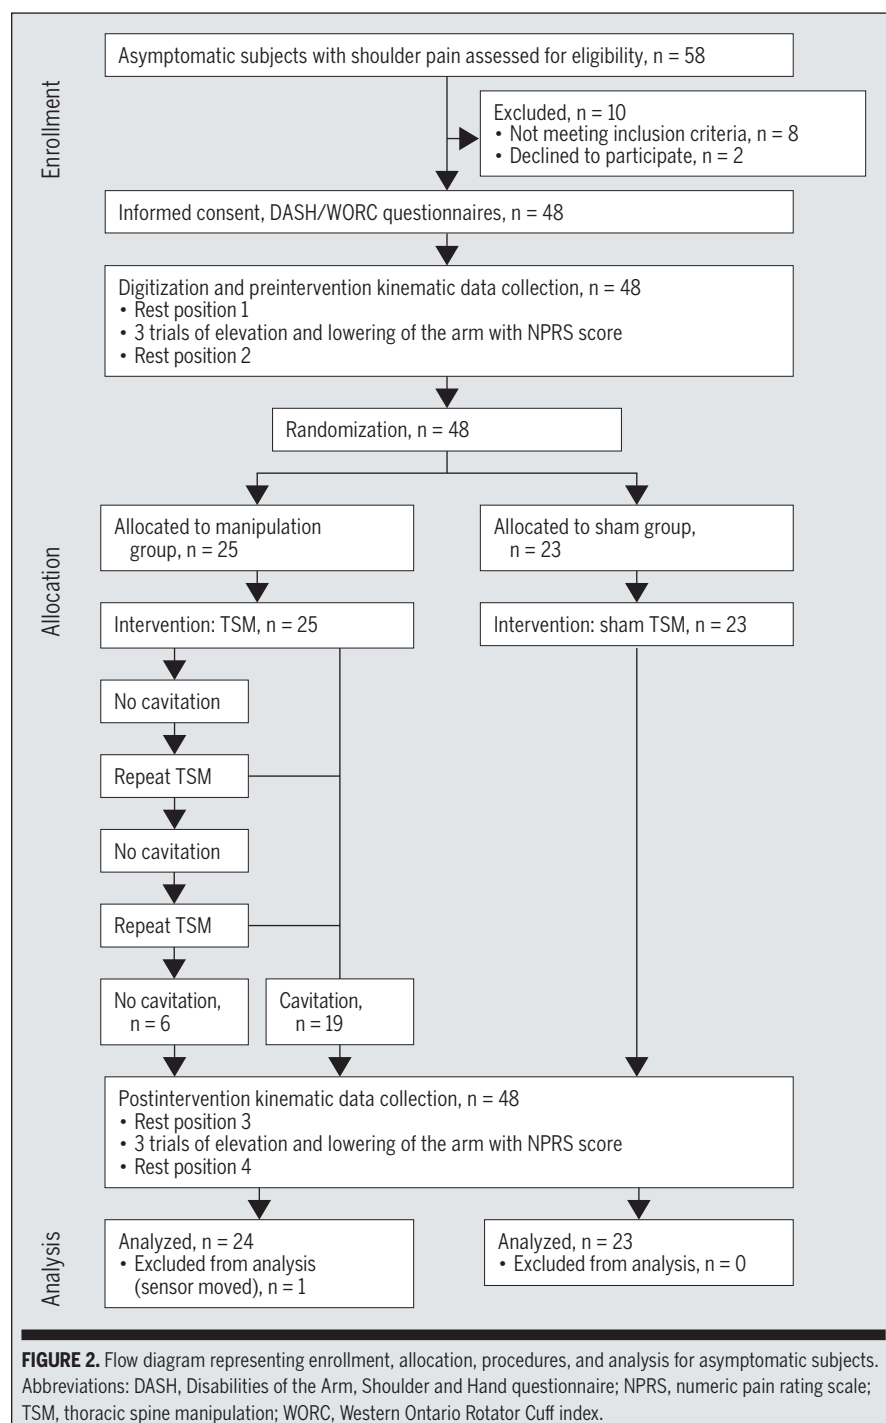 Enrollment
Asymptomatic subjects with shoulder pain assessed for eligibility, n = 58
Excluded, n = 10
• Not meeting inclusion criteria, n = 8
• Declined to participate, n = 2
Informed consent, DASH/WORC questionnaires, n = 48
Digitization and preintervention kinematic data collection, n = 48
• Rest position 1
• 3 trials of elevation and lowering of the arm with NPRS score
• Rest position 2
Randomization, n = 48
Allocation
Allocated to manipulation
group, n = 25
Allocated to sham group,
n = 23
Intervention: TSM, n = 25
Intervention: sham TSM, n = 23
No cavitation
Repeat TSM
No cavitation
Repeat TSM
No cavitation,
n = 6
Cavitation,
n = 19
Postintervention kinematic data collection, n = 48
• Rest position 3
• 3 trials of elevation and lowering of the arm with NPRS score
• Rest position 4
Analysis
Analyzed, n = 24
• Excluded from analysis
(sensor moved), n = 1
Analyzed, n = 23
• Excluded from analysis, n = 0
FIGURE 2. Flow diagram representing enrollment, allocation, procedures, and analysis for asymptomatic subjects.
Abbreviations: DASH, Disabilities of the Arm, Shoulder and Hand questionnaire; NPRS, numeric pain rating scale;
TSM, thoracic spine manipulation; WORC, Western Ontario Rotator Cuff index.